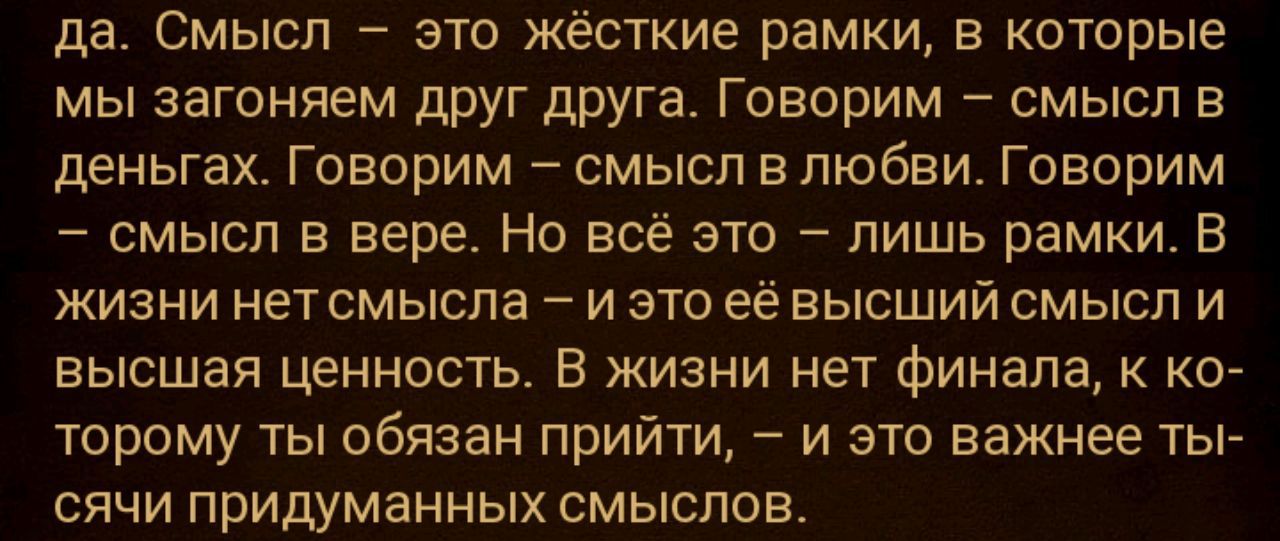 да. Смысл – это жёсткие рамки, в которые
мы загоняем друг друга. Говорим – смысл в
деньгах. Говорим – смысл в любви. Говорим
– смысл в вере. Но всё это – лишь рамки. В
жизни нет смысла – и это её высший смысл и
высшая ценность. В жизни нет финала, к ко-
торому ты обязан прийти, – и это важнее ты-
сячи придуманных смыслов.